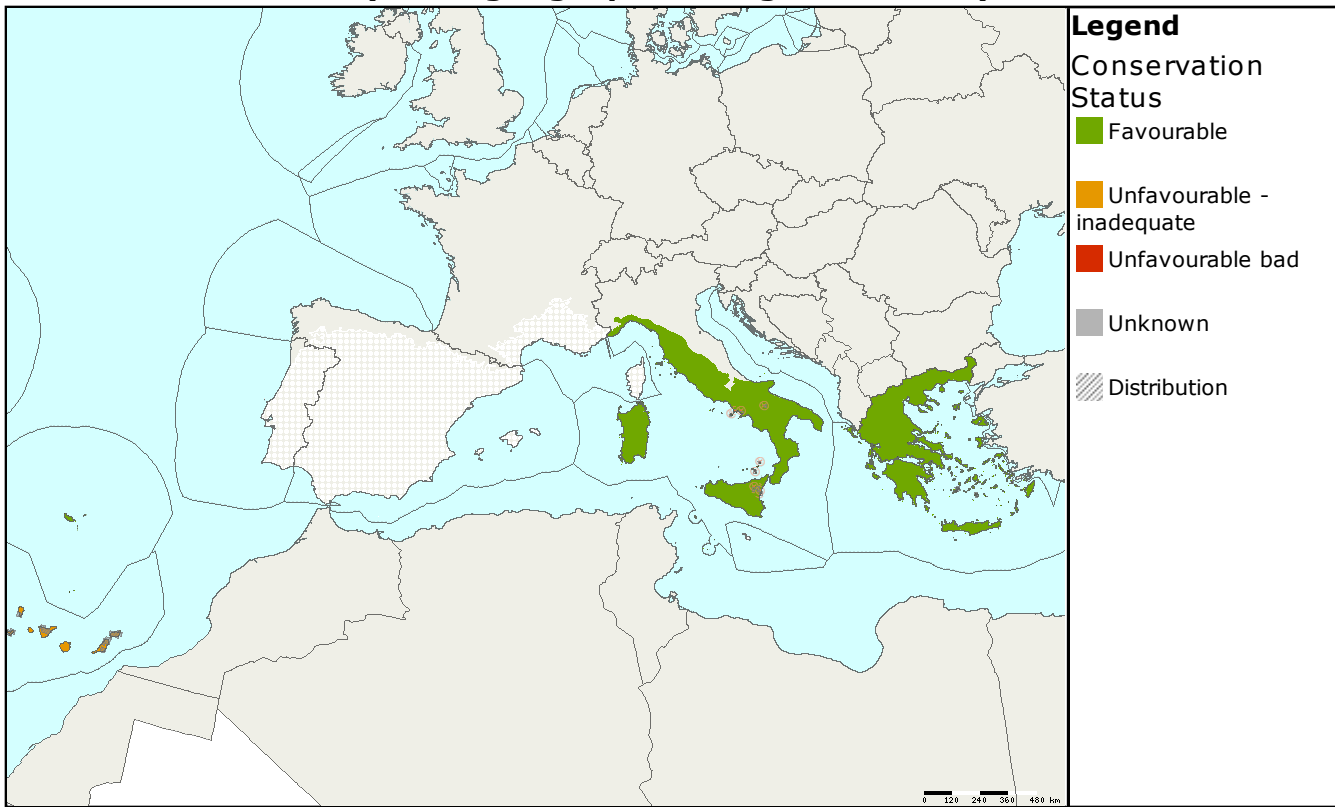 Legend
Conservation
Status
Favourable
Unfavourable -
inadequate
Unfavourable bad
Unknown
Distribution
0 120 240 360 480 km